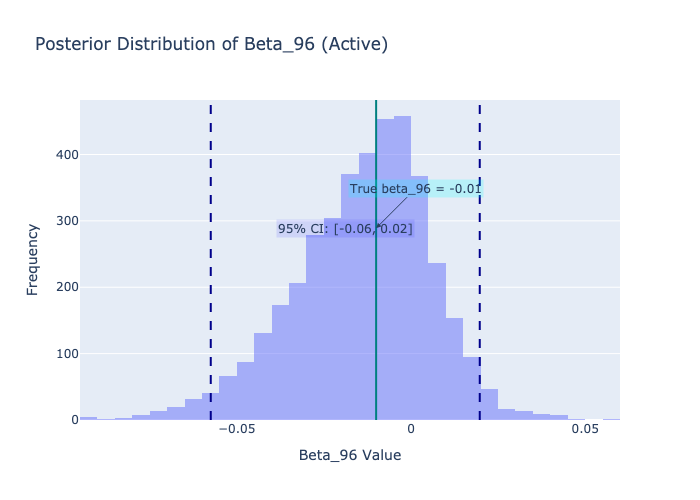 Posterior Distribution of Beta_96 (Active)
Frequency
400
300
200
100
0
True beta_96 = -0.01
95% CI: [-0.06, 0.02]
−0.05
0
0.05
Beta_96 Value